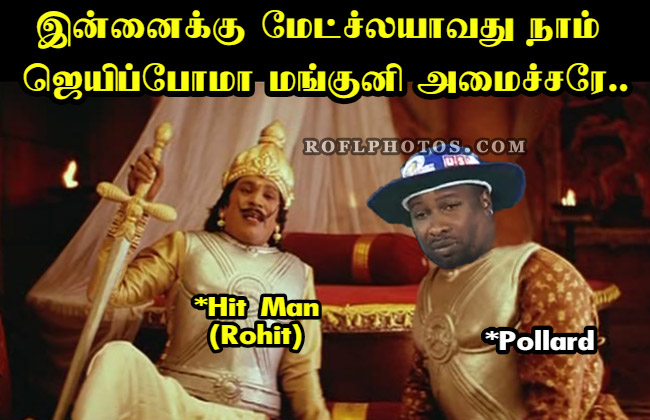 இன்னைக்கு மேட்ச்லயாவது நாம்
ஜெயிப்போமா மங்குனி அமைச்சரே..
ROFLPHOTOS.COM
*Hit Man
(Rohit)
*Pollard